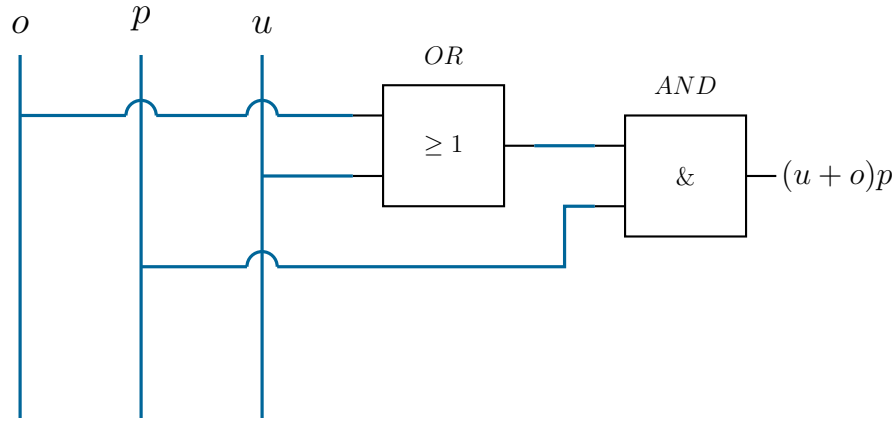 o p u
OR
≥ 1
AND
&
(u + o)p